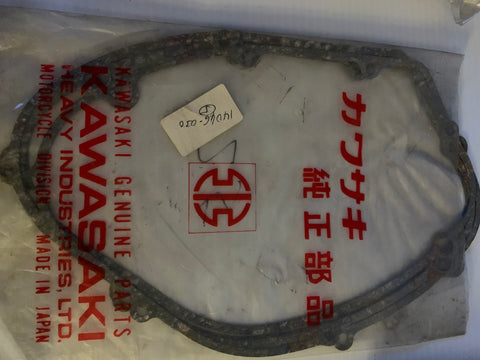 KAWASAKI GENUINE PARTS
KAWASAKI
HEAVY INDUSTRIES, LTD.
MOTORCYCLE DIVISION MADE IN JAPAN
14046-020
カワサキ
純正部品